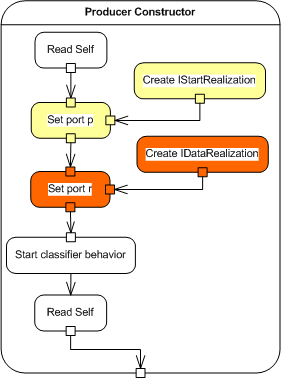 Producer Constructor
Read Self
Create IStartRealization
Set port p
Create IDataRealization
Set port r
Start classifier behavior
Read Self